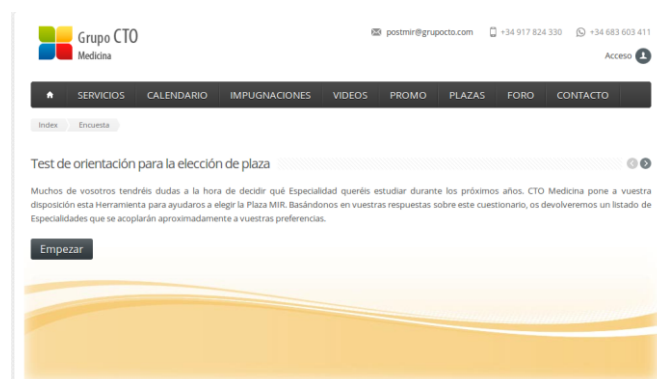 Grupo CTO
Medicina
postmir@grupocto.com +34 917 824 330 +34 683 603 411
Acceso
SERVICIOS CALENDARIO IMPUGNACIONES VIDEOS PROMO PLAZAS FORO CONTACTO
Index Encuesta
Test de orientación para la elección de plaza
Muchos de vosotros tendréis dudas a la hora de decidir qué Especialidad queréis estudiar durante los próximos años. CTO Medicina pone a vuestra
disposición esta Herramienta para ayudaros a elegir la Plaza MIR. Basándonos en vuestras respuestas sobre este cuestionario, os devolveremos un listado de
Especialidades que se acoplarán aproximadamente a vuestras preferencias.
Empezar